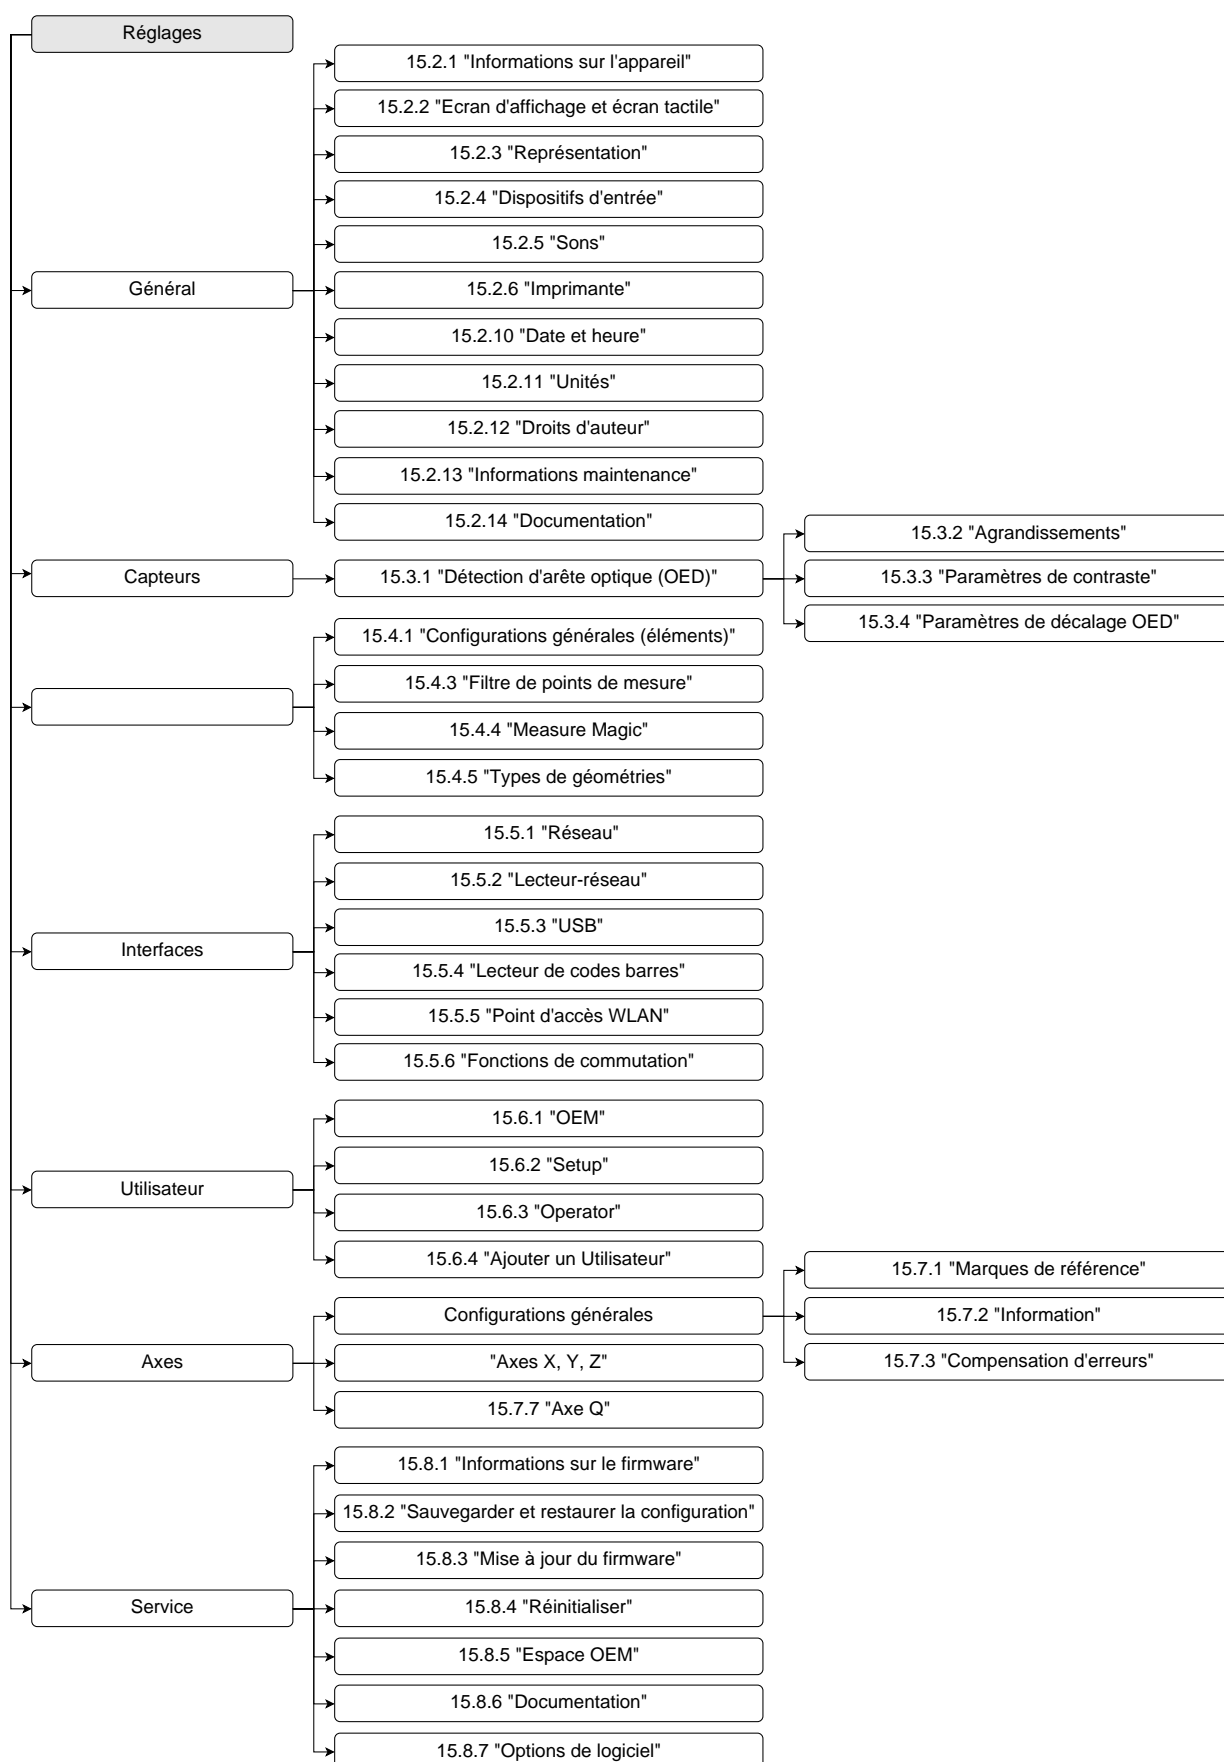 Réglages
Général
15.2.1 "Informations sur l'appareil"
15.2.2 "Ecran d'affichage et écran tactile"
15.2.3 "Représentation"
15.2.4 "Dispositifs d'entrée"
15.2.5 "Sons"
15.2.6 "Imprimante"
15.2.10 "Date et heure"
15.2.11 "Unités"
15.2.12 "Droits d'auteur"
15.2.13 "Informations maintenance"
15.2.14 "Documentation"
Capteurs
15.3.1 "Détection d'arête optique (OED)"
15.3.2 "Agrandissements"
15.3.3 "Paramètres de contraste"
15.3.4 "Paramètres de décalage OED"
15.4.1 "Configurations générales (éléments)"
15.4.3 "Filtre de points de mesure"
15.4.4 "Measure Magic"
15.4.5 "Types de géométries"
Interfaces
15.5.1 "Réseau"
15.5.2 "Lecteur-réseau"
15.5.3 "USB"
15.5.4 "Lecteur de codes barres"
15.5.5 "Point d'accès WLAN"
15.5.6 "Fonctions de commutation"
Utilisateur
15.6.1 "OEM"
15.6.2 "Setup"
15.6.3 "Operator"
15.6.4 "Ajouter un Utilisateur"
Axes
Configurations générales
15.7.1 "Marques de référence"
15.7.2 "Information"
15.7.3 "Compensation d'erreurs"
"Axes X, Y, Z"
15.7.7 "Axe Q"
Service
15.8.1 "Informations sur le firmware"
15.8.2 "Sauvegarder et restaurer la configuration"
15.8.3 "Mise à jour du firmware"
15.8.4 "Réinitialiser"
15.8.5 "Espace OEM"
15.8.6 "Documentation"
15.8.7 "Options de logiciel"